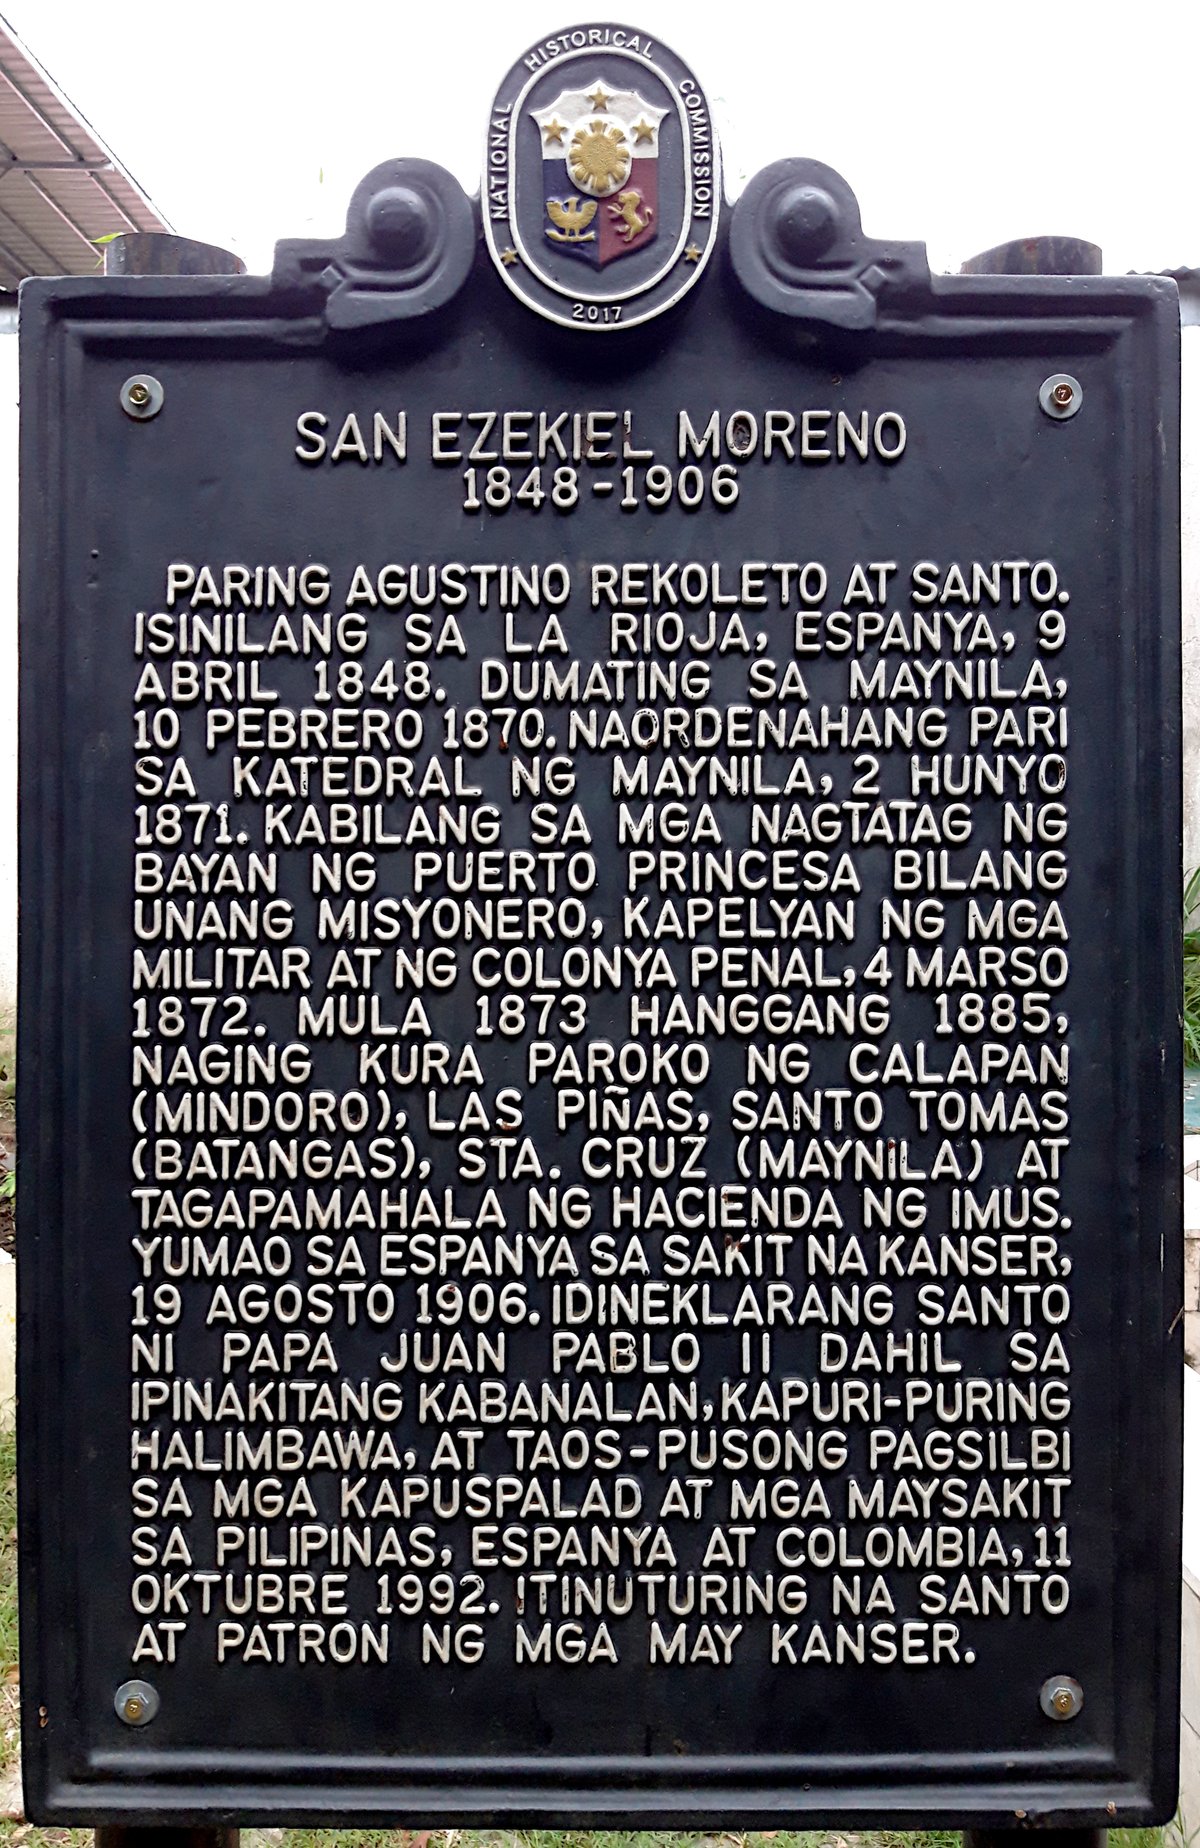 NATIONAL HISTORICAL COMMISSION
2017
SAN EZEKIEL MORENO
1848-1906
PARING AGUSTINO REKOLETO AT SANTO.
ISINILANG SA LA RIOJA, ESPANYA, 9
ABRIL 1848. DUMATING SA MAYNILA,
10 PEBRERO 1870. NAORDENAHANG PARI
SA KATEDRAL NG MAYNILA, 2 HUNYO
1871. KABILANG SA MGA NAGTATAG NG
BAYAN NG PUERTO PRINCESA BILANG
UNANG MISYONERO, KAPELYAN NG MGA
MILITAR AT NG COLONYA PENAL, 4 MARSO
1872. MULA 1873 HANGGANG 1885,
NAGING KURA PAROKO NG CALAPAN
(MINDORO), LAS PIÑAS, SANTO TOMAS
(BATANGAS), STA. CRUZ (MAYNILA) AT
TAGAPAMAHALA NG HACIENDA NG IMUS.
YUMAO SA ESPANYA SA SAKIT NA KANSER,
19 AGOSTO 1906. IDINEKLARANG SANTO
NI PAPA JUAN PABLO II DAHIL SA
IPINAKITANG KABANALAN, KAPURI-PURING
HALIMBAWA, AT TAOS-PUSONG PAGSILBI
SA MGA KAPUSPALAD AT MGA MAYSAKIT
SA PILIPINAS, ESPANYA AT COLOMBIA, 11
OKTUBRE 1992. ITINUTURING NA SANTO
AT PATRON NG MGA MAY KANSER.